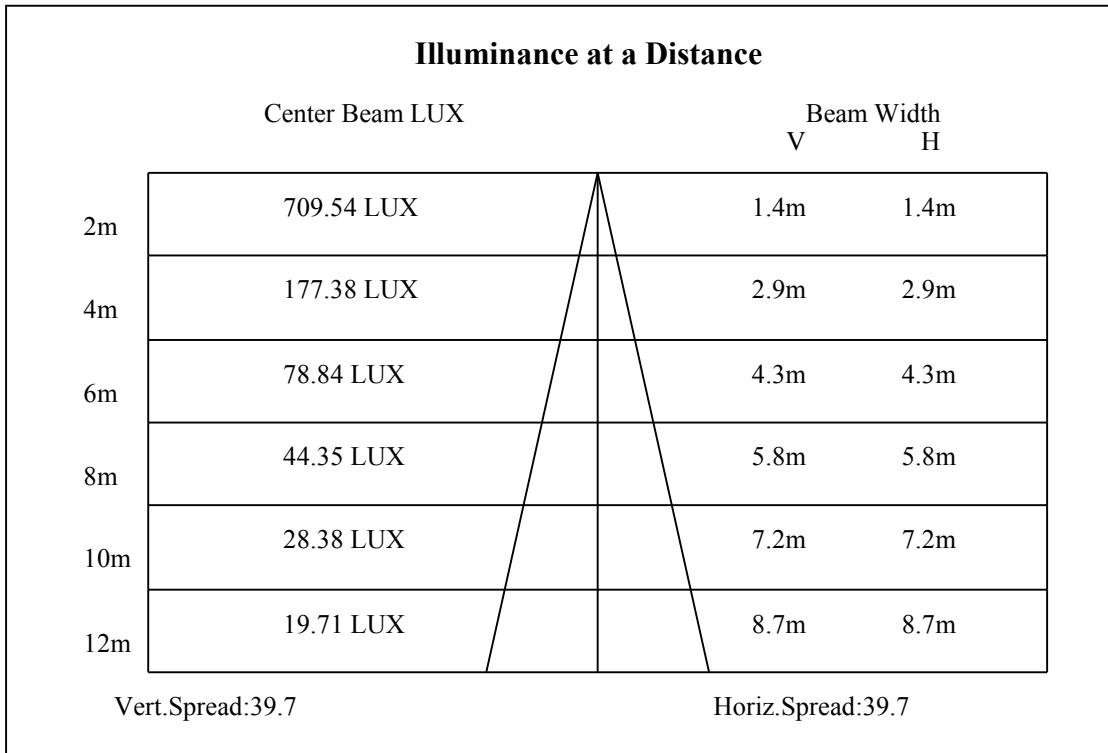 Illuminance at a Distance
Center Beam LUX Beam Width
V H
2m 709.54 LUX 1.4m 1.4m
4m 177.38 LUX 2.9m 2.9m
6m 78.84 LUX 4.3m 4.3m
8m 44.35 LUX 5.8m 5.8m
10m 28.38 LUX 7.2m 7.2m
12m 19.71 LUX 8.7m 8.7m
Vert.Spread:39.7 Horiz.Spread:39.7